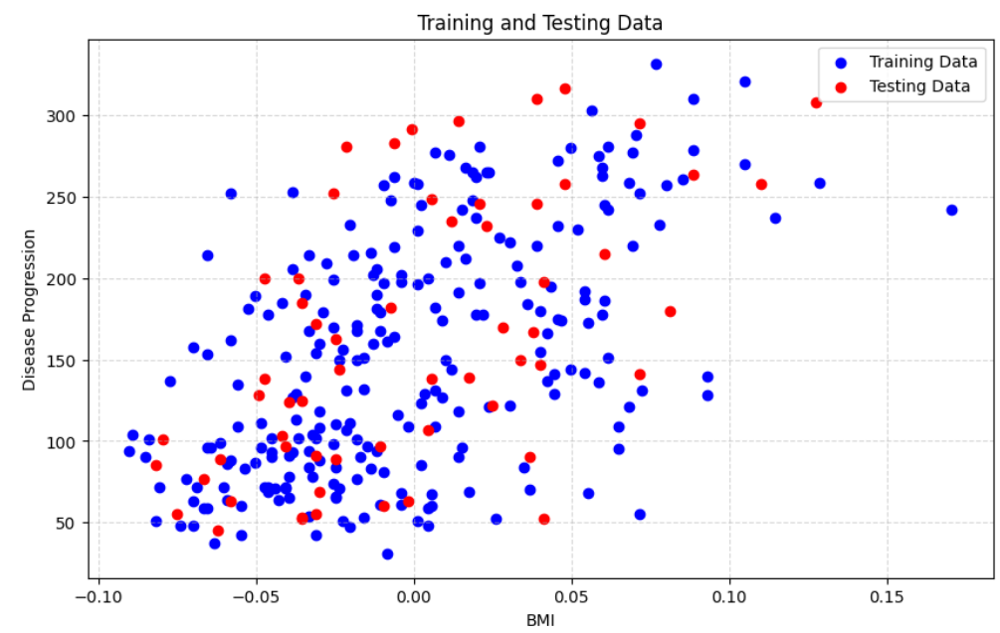 Training and Testing Data
Training Data
Testing Data
Disease Progression
300
250
200
150
100
50
−0.10
−0.05
0.00
0.05
0.10
0.15
BMI